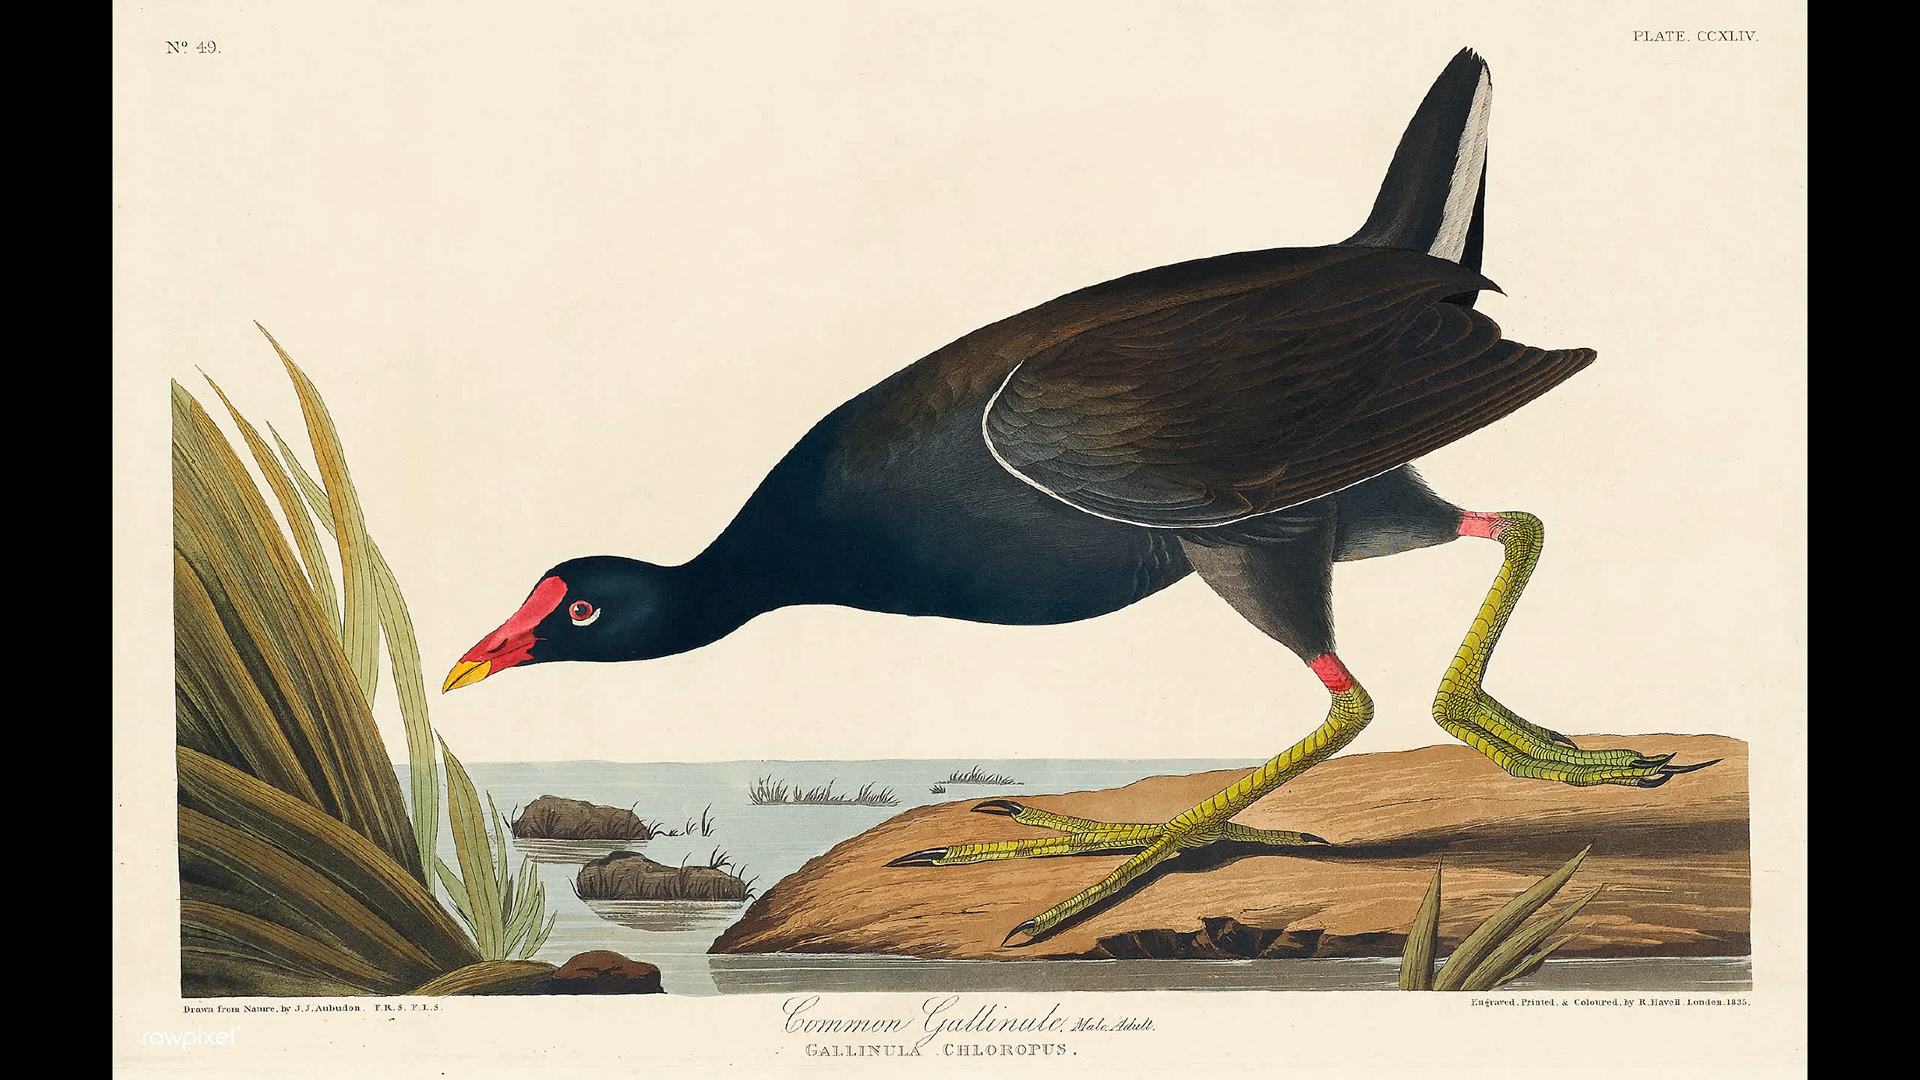 Nº 49.
PLATE. CCXLIV.
Drawn from Nature, by J. J. Aubudon. F.R.S. F.L.S.
Engraved, Printed, & Coloured, by R. Havell. London. 1835.
Common Gallinule. Male. Adult.
GALLINULA CHLOROPUS.
rawpixel